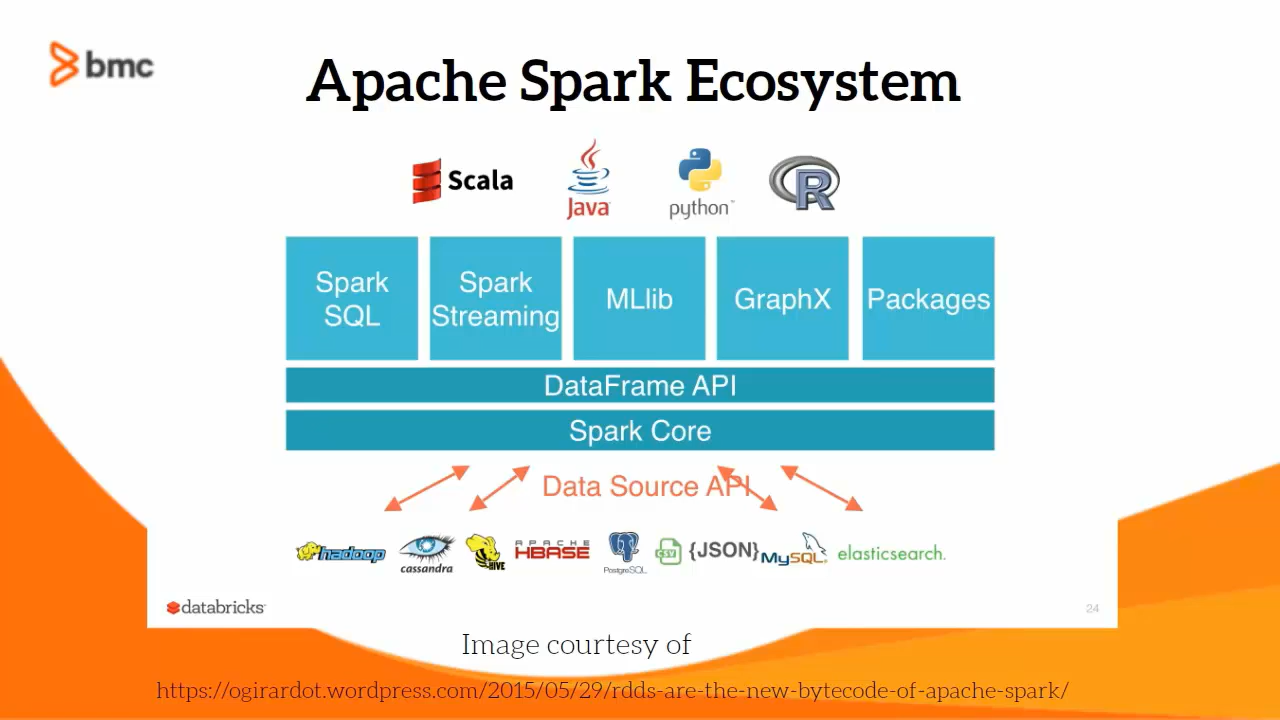 bmc
Apache Spark Ecosystem
Scala
Java
python™
R
Spark
SQL
Spark
Streaming
MLlib
GraphX
Packages
DataFrame API
Spark Core
Data Source API
hadoop
cassandra
HIVE
APACHE
HBASE
PostgreSQL
CSV
{JSON}
MySQL.
elasticsearch.
databricks
24
Image courtesy of
https://ogirardot.wordpress.com/2015/05/29/rdds-are-the-new-bytecode-of-apache-spark/